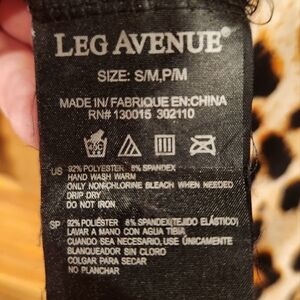 LEG AVENUE®
SIZE: S/M,P/M
MADE IN/ FABRIQUE EN:CHINA
RN# 130015 302110
US 92% POLYESTER 8% SPANDEX
HAND WASH WARM
ONLY NON-CHLORINE BLEACH WHEN NEEDED
DRIP DRY
DO NOT IRON
SP 92% POLIÉSTER 8% SPANDEX(TEJIDO ELÁSTICO)
LAVAR A MANO CON AGUA TIBIA
CUANDO SEA NECESARIO, USE ÚNICAMENTE
BLANQUEADOR SIN CLORO
COLGAR PARA SECAR
NO PLANCHAR